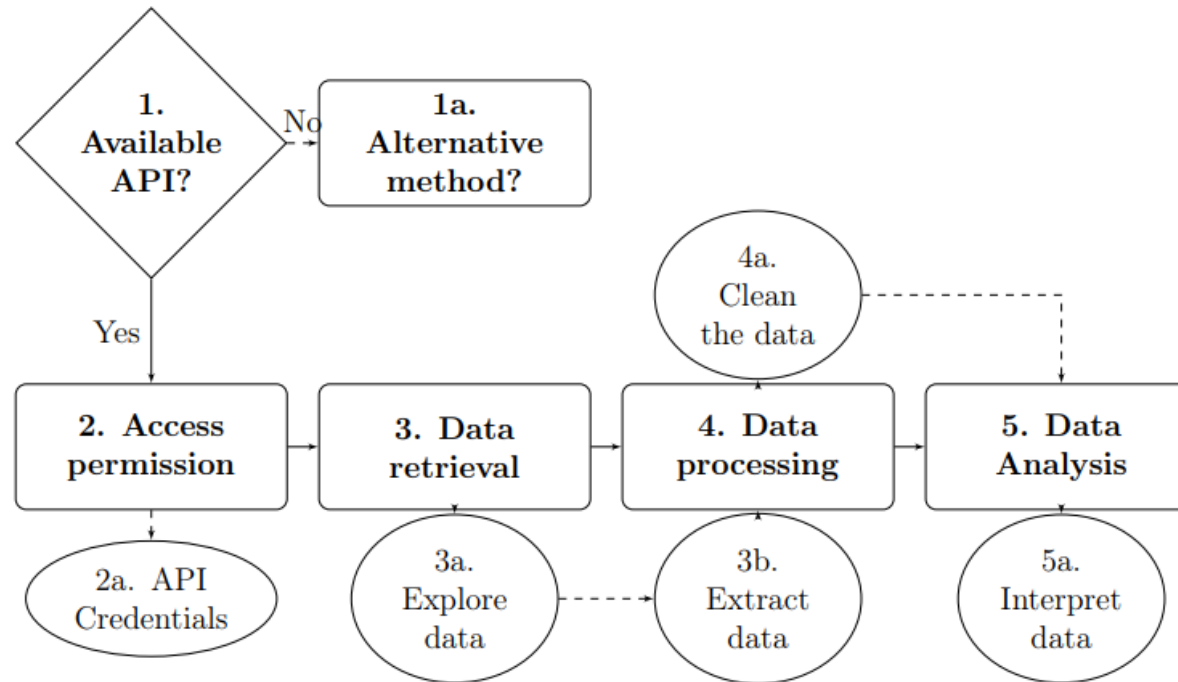 1.
Available
API?
No
1a.
Alternative
method?
Yes
4a.
Clean
the data
2. Access
permission
3. Data
retrieval
4. Data
processing
5. Data
Analysis
2a. API
Credentials
3a.
Explore
data
3b.
Extract
data
5a.
Interpret
data